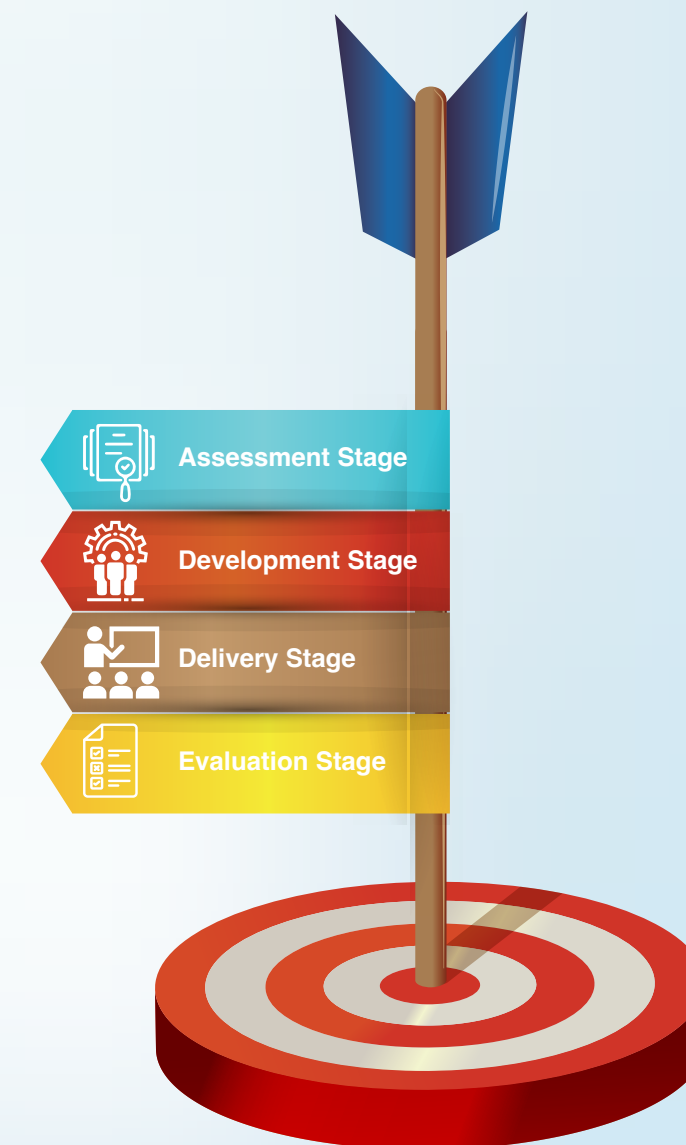 Assessment Stage
Development Stage
Delivery Stage
Evaluation Stage